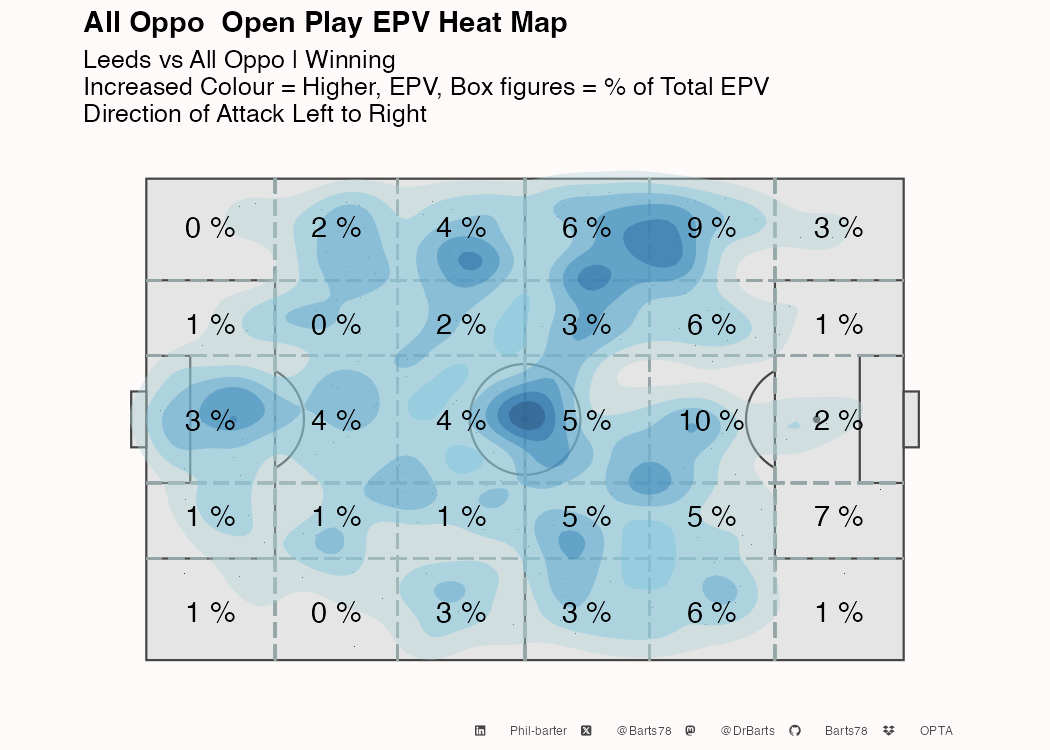 All Oppo  Open Play EPV Heat Map
Leeds vs All Oppo | Winning
Increased Colour = Higher, EPV, Box figures = % of Total EPV
Direction of Attack Left to Right
0 % 2 % 4 % 6 % 9 % 3 %
1 % 0 % 2 % 3 % 6 % 1 %
3 % 4 % 4 % 5 % 10 % 2 %
1 % 1 % 1 % 5 % 5 % 7 %
1 % 0 % 3 % 3 % 6 % 1 %
Phil-barter @Barts78 @DrBarts Barts78 OPTA